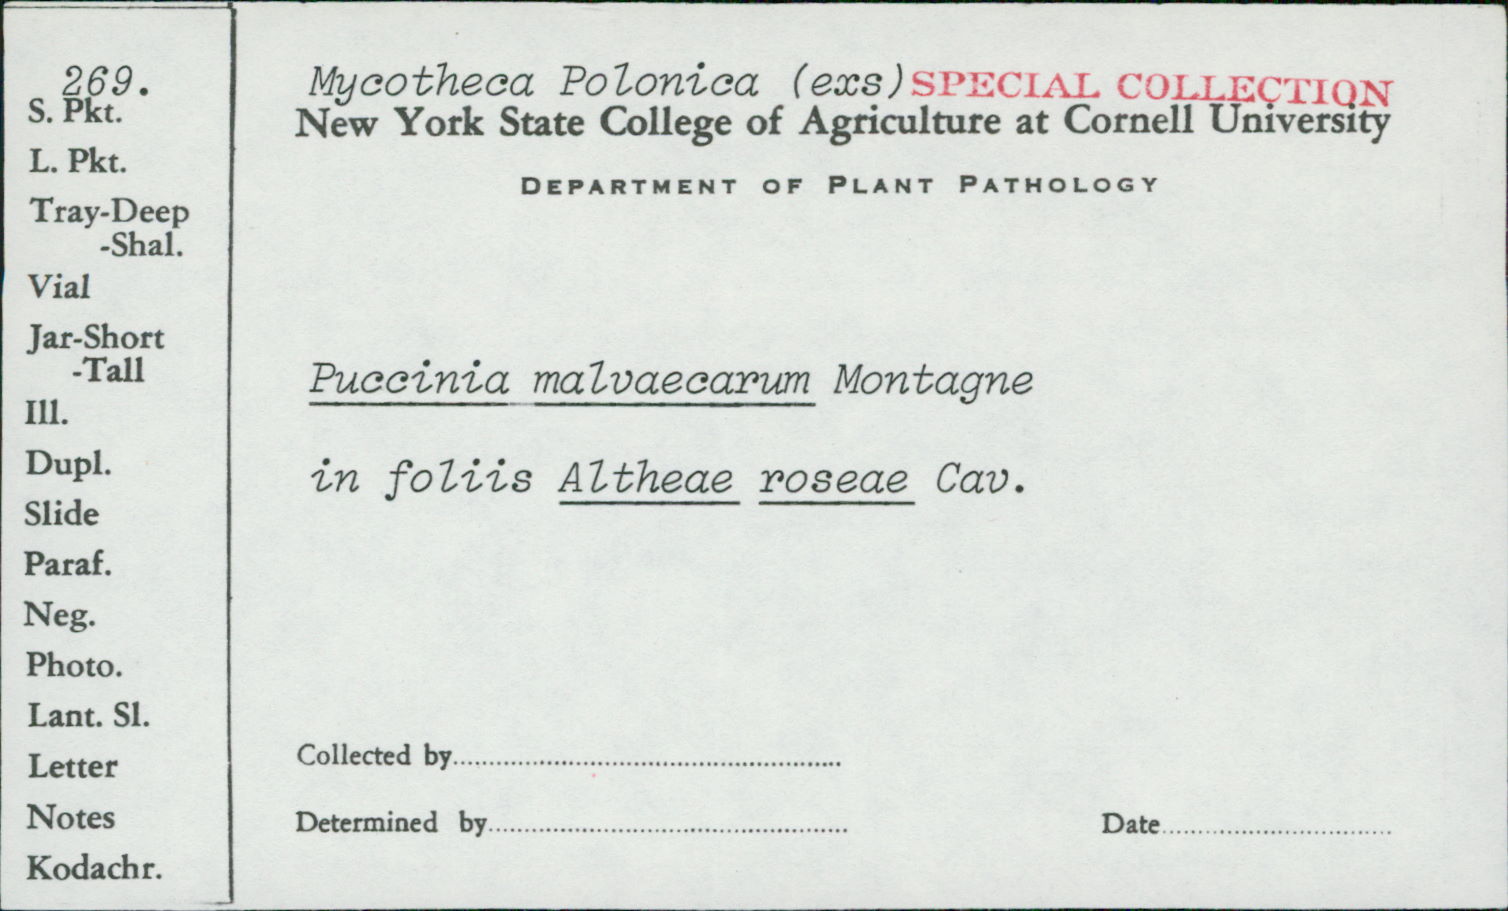 269.
S. Pkt.
L. Pkt.
Tray-Deep
-Shal.
Vial
Jar-Short
-Tall
Ill.
Dupl.
Slide
Paraf.
Neg.
Photo.
Lant. Sl.
Letter
Notes
Kodachr.
Mycotheca Polonica (exs) SPECIAL COLLECTION
New York State College of Agriculture at Cornell University
DEPARTMENT OF PLANT PATHOLOGY
Puccinia malvaecarum Montagne
in foliis Altheae roseae Cav.
Collected by
Determined by
Date